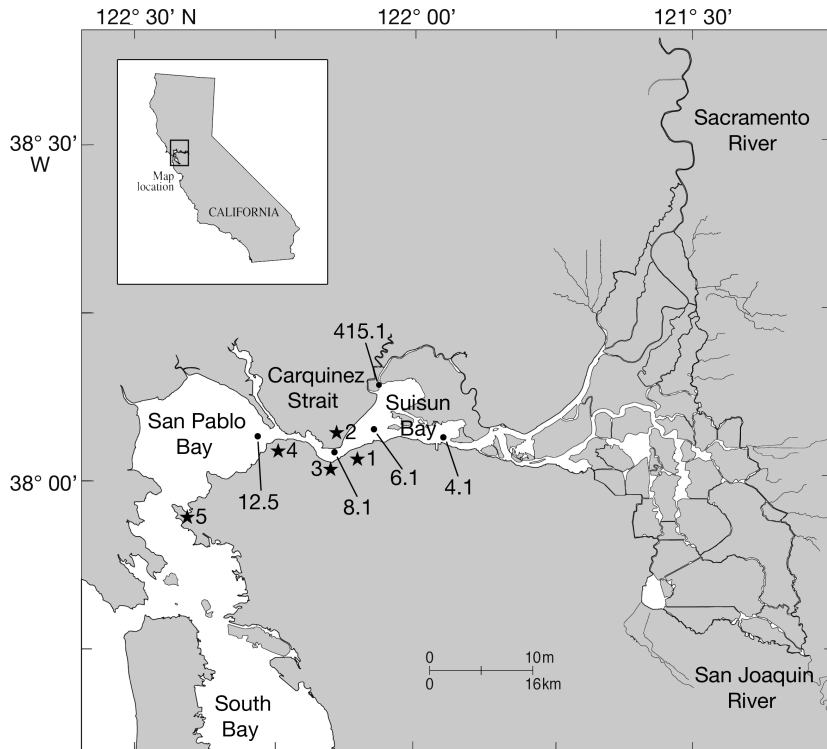 122° 30’ N
122° 00’
121° 30’
38° 30’
W
Sacramento
River
Map
location
CALIFORNIA
415.1
Carquinez
Strait
Suisun
Bay
San Pablo
Bay
2
4
3
1
12.5
8.1
6.1
4.1
38° 00’
5
0
10m
0
16km
South
Bay
San Joaquin
River